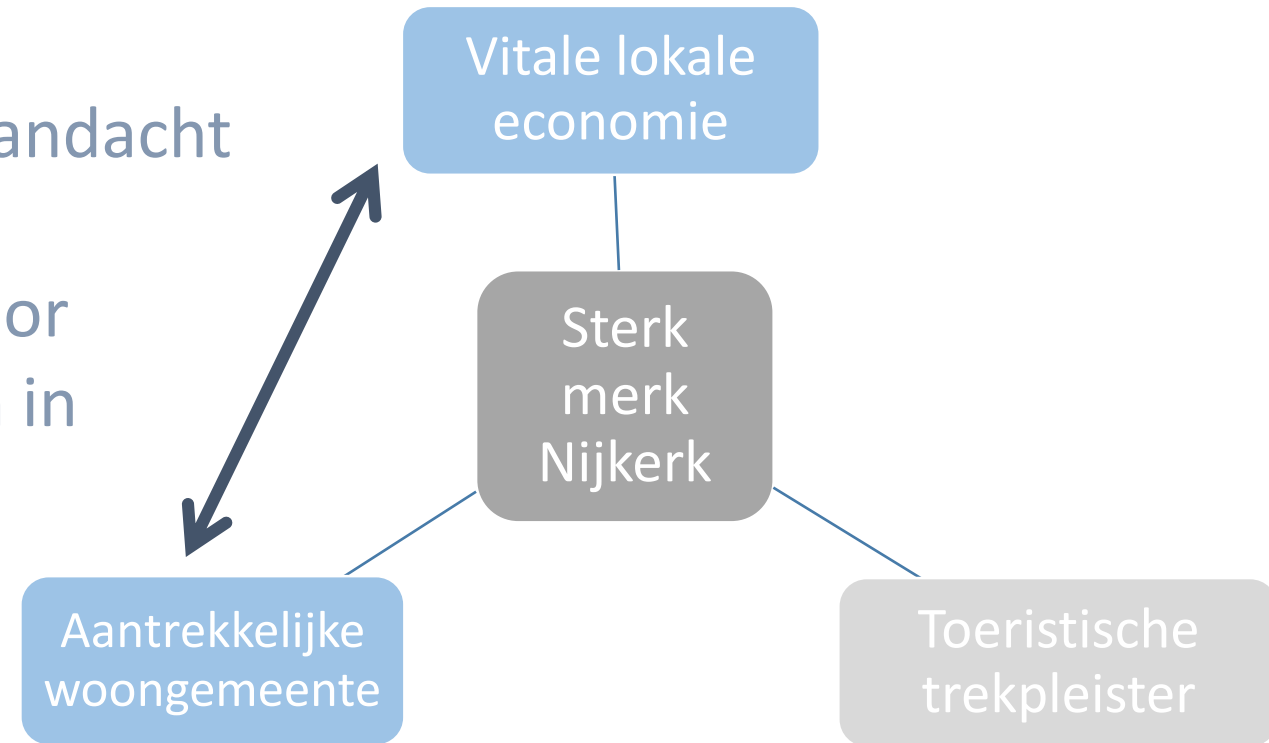 Vitale lokale
economie
andacht
or
in
Sterk
merk
Nijkerk
Aantrekkelijke
woongemeente
Toeristische
trekpleister